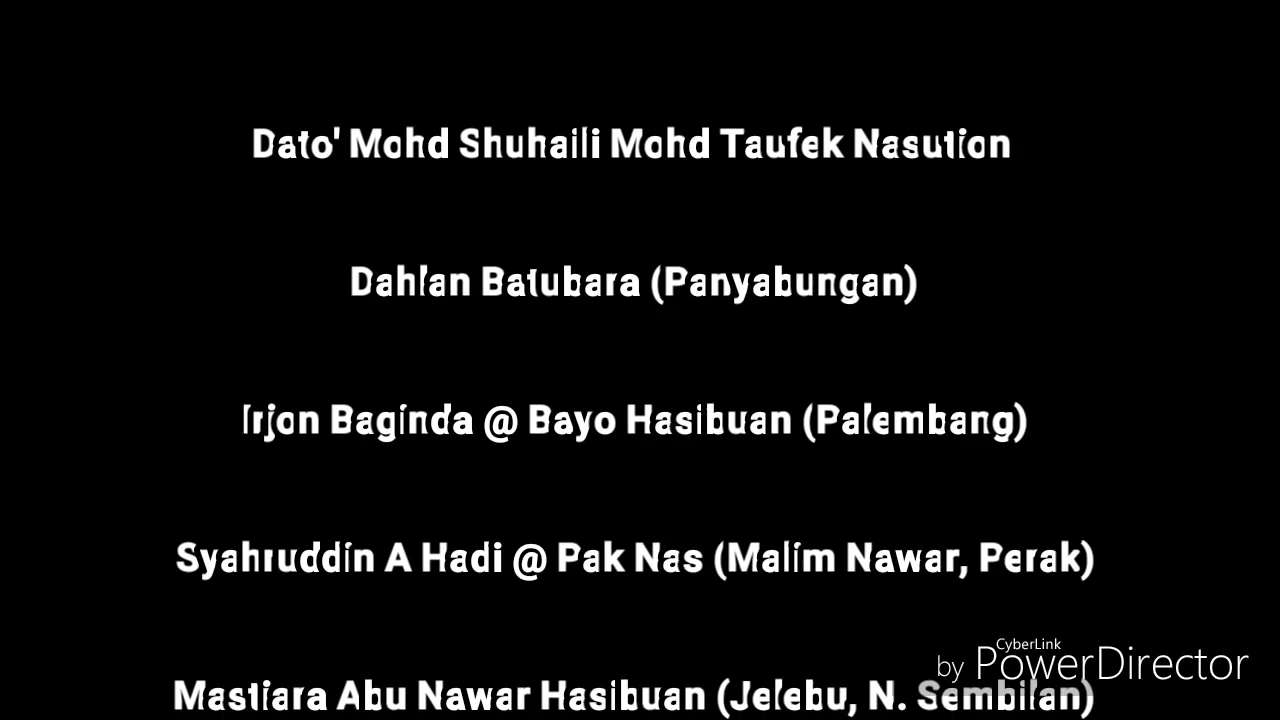 Dato' Mohd Shuhaili Mohd Taufek Nasution
Dahlan Batubara (Panyabungan)
Irjon Baginda @ Bayo Hasibuan (Palembang)
Syahruddin A Hadi @ Pak Nas (Malim Nawar, Perak)
CyberLink
by PowerDirector
Mastiara Abu Nawar Hasibuan (Jelebu, N. Sembilan)